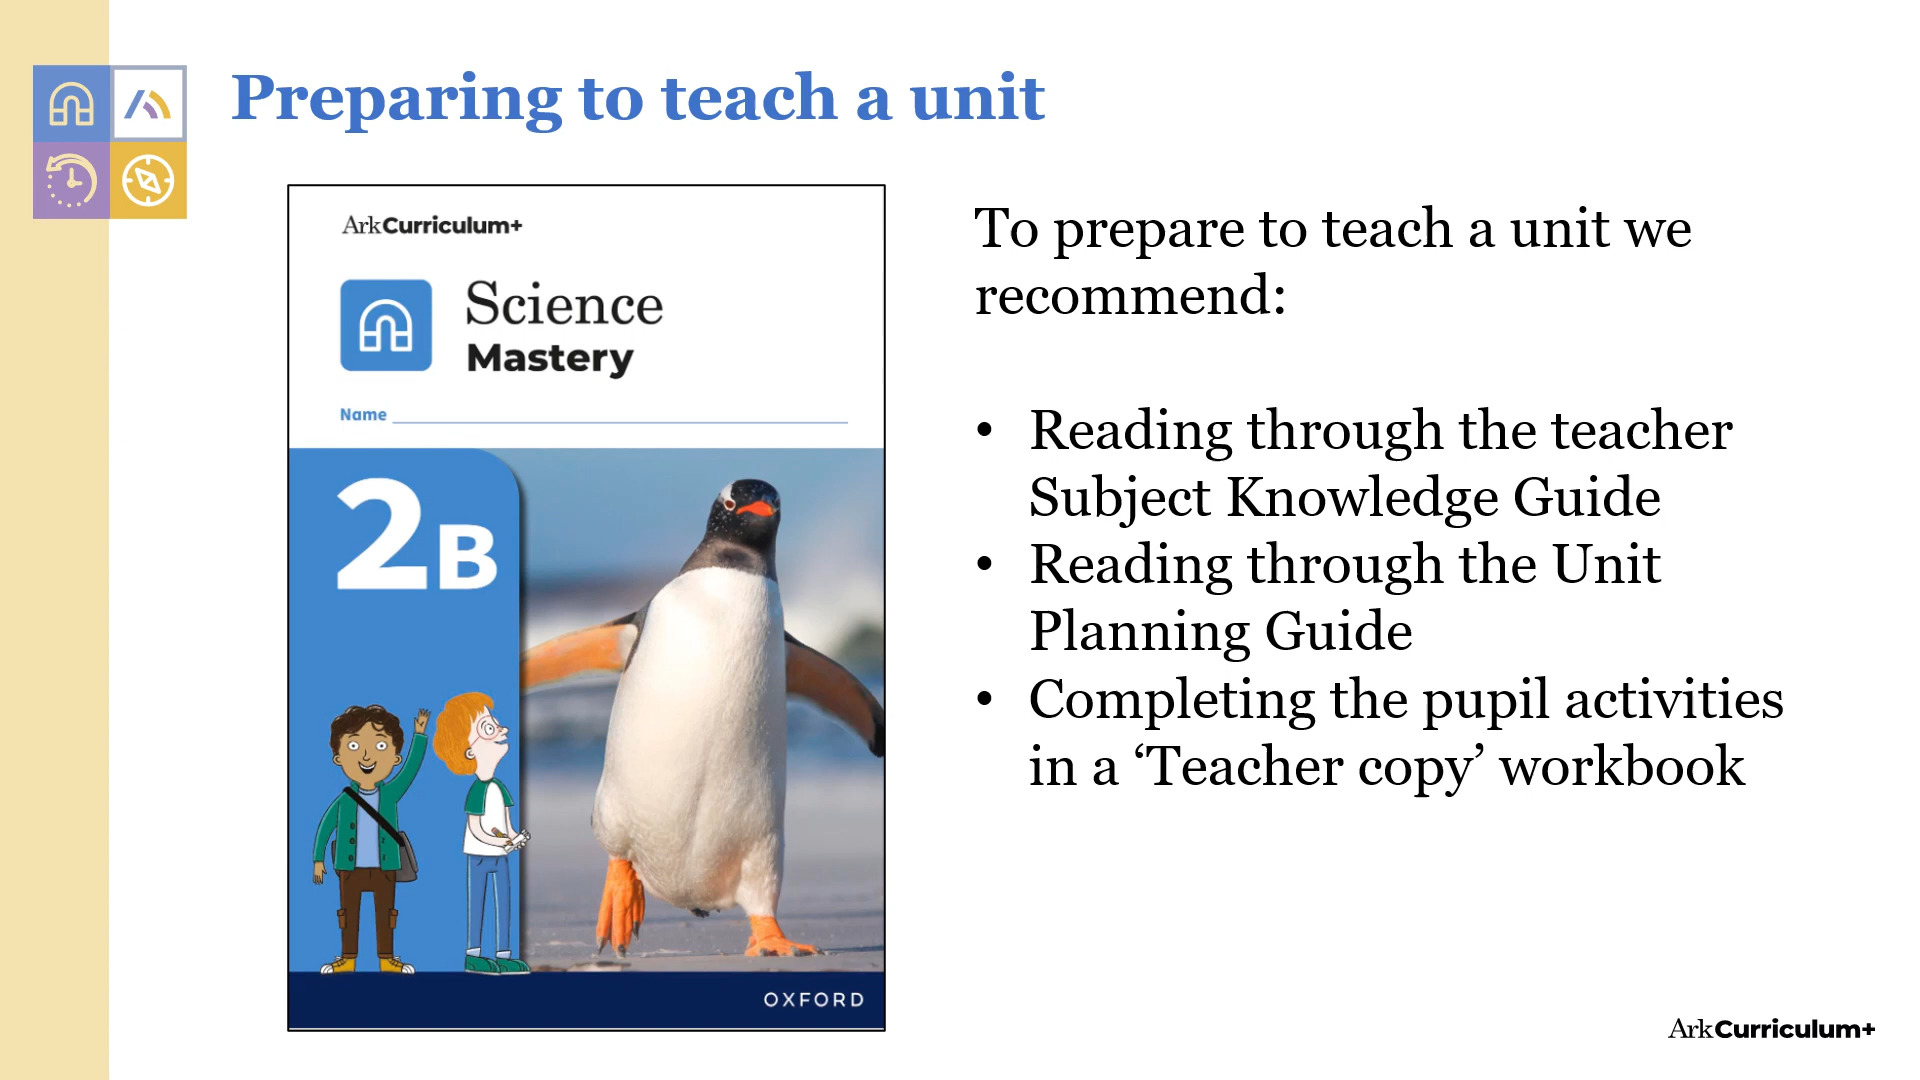 Preparing to teach a unit
ArkCurriculum+
Science
Mastery
Name
2B
OXFORD
To prepare to teach a unit we
recommend:
• Reading through the teacher
Subject Knowledge Guide
• Reading through the Unit
Planning Guide
• Completing the pupil activities
in a ‘Teacher copy’ workbook
ArkCurriculum+